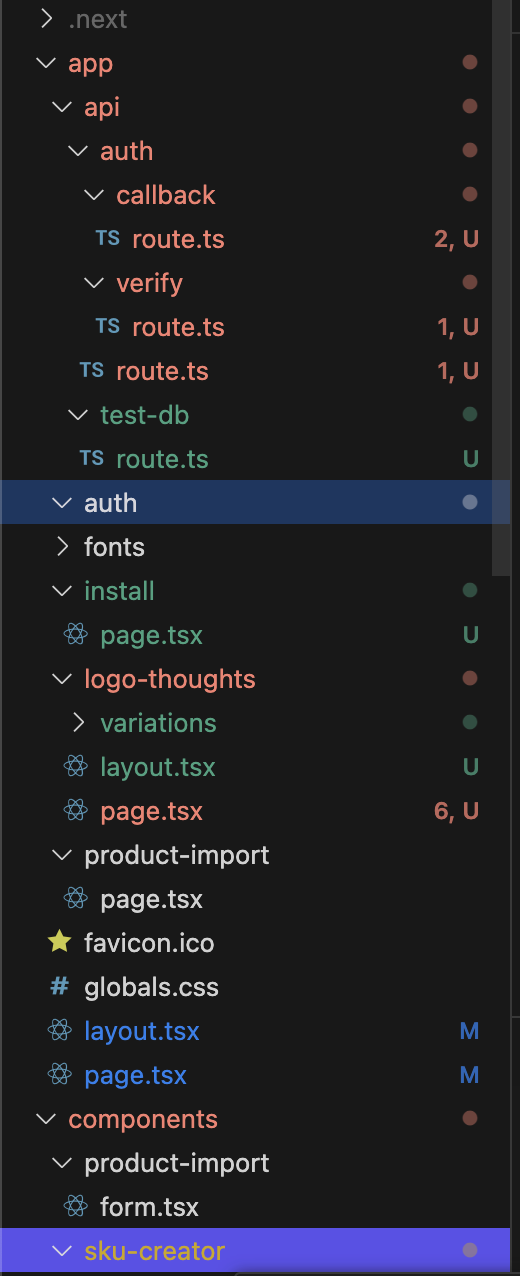 .next
app
api
auth
callback
TS route.ts 2, U
verify
TS route.ts 1, U
TS route.ts 1, U
test-db
TS route.ts U
auth
fonts
install
page.tsx U
logo-thoughts
variations
layout.tsx U
page.tsx 6, U
product-import
page.tsx
favicon.ico
# globals.css
layout.tsx M
page.tsx M
components
product-import
form.tsx
sku-creator